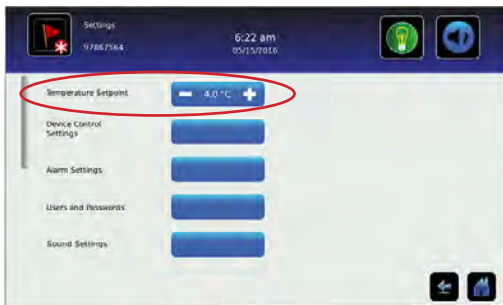 Settings
97867564
6:22 am
05/15/2016
Temperature Setpoint
4.0 °C
Device Control
Settings
Alarm Settings
Users and Passwords
Sound Settings